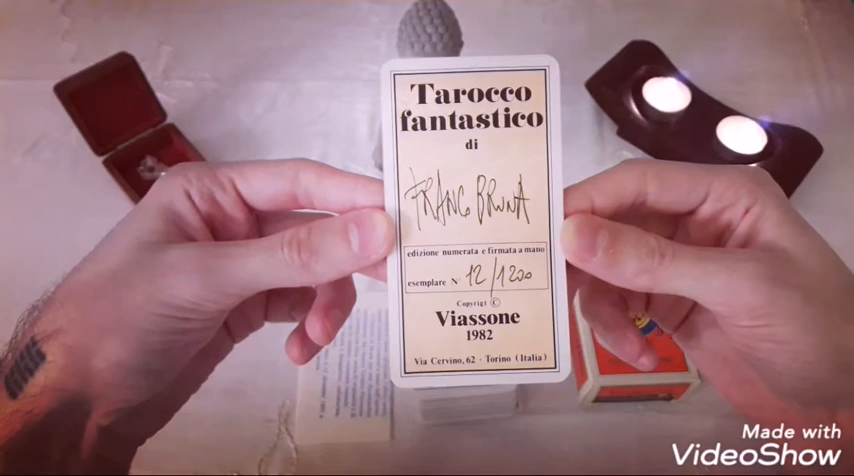 Tarocco
fantastico
di
FRANCO BRUNA
edizione numerata e firmata a mano
esemplare N° 12/1200
Copyrigt ©
Viassone
1982
Via Cervino, 62 - Torino (Italia)
Made with
VideoShow